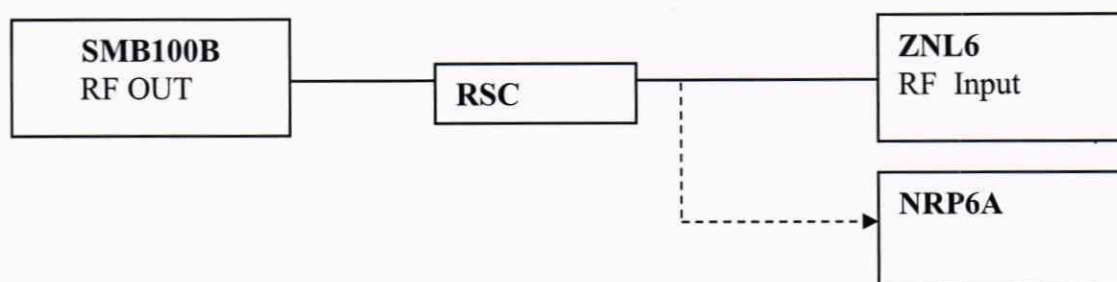 SMB100B
RF OUT
RSC
ZNL6
RF Input
NRP6A